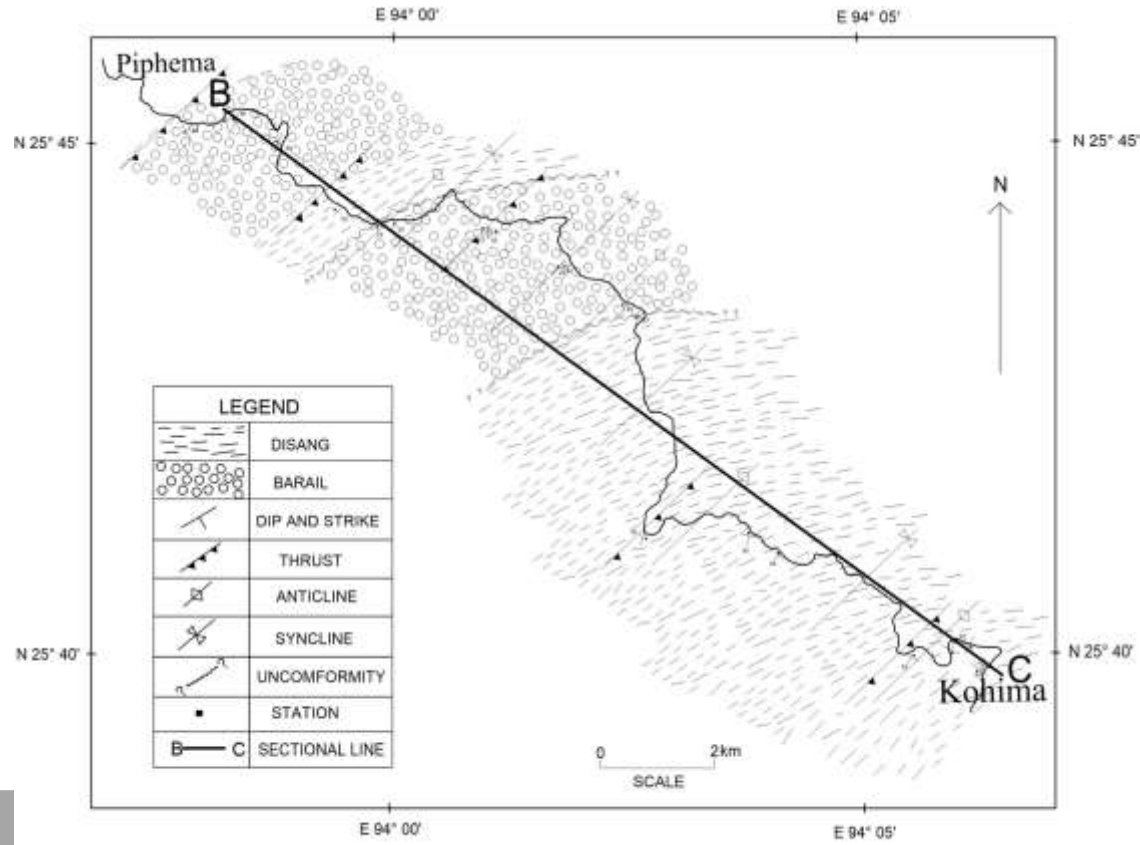 E 94° 00'
E 94° 05'
Piphema
B
N 25° 45'
N 25° 45'
N
LEGEND
DISANG
BARAIL
DIP AND STRIKE
THRUST
ANTICLINE
SYNCLINE
UNCOMFORMITY
STATION
B C SECTIONAL LINE
N 25° 40'
N 25° 40'
C
Kohima
0 2km
SCALE
E 94° 00'
E 94° 05'